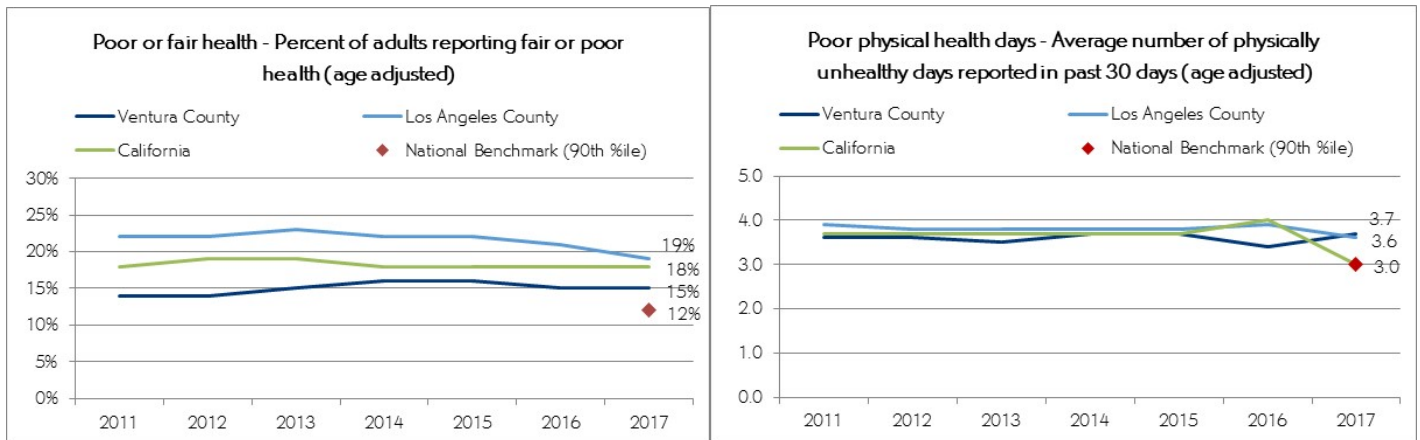 Poor or fair health - Percent of adults reporting fair or poor
health (age adjusted)
Ventura County
Los Angeles County
California
National Benchmark (90th %ile)
30%
25%
20%
15%
10%
5%
0%
19%
18%
15%
12%
2011 2012 2013 2014 2015 2016 2017
Poor physical health days - Average number of physically
unhealthy days reported in past 30 days (age adjusted)
Ventura County
Los Angeles County
California
National Benchmark (90th %ile)
5.0
4.0
3.0
2.0
1.0
0.0
3.7
3.6
3.0
2011 2012 2013 2014 2015 2016 2017